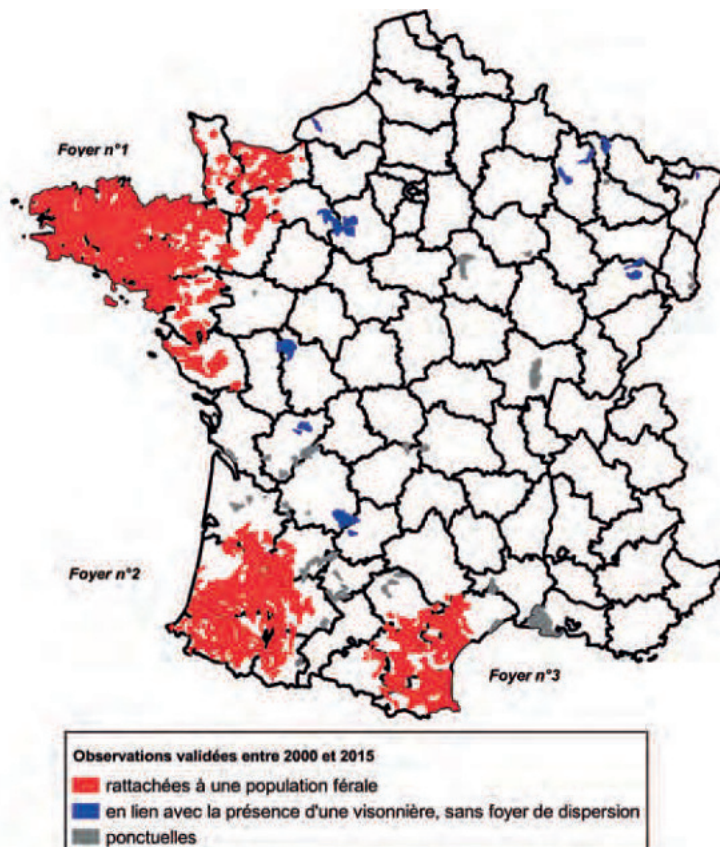 Foyer n°1
Foyer n°2
Foyer n°3
Observations validées entre 2000 et 2015
rattachées à une population férale
en lien avec la présence d'une visonnière, sans foyer de dispersion
ponctuelles